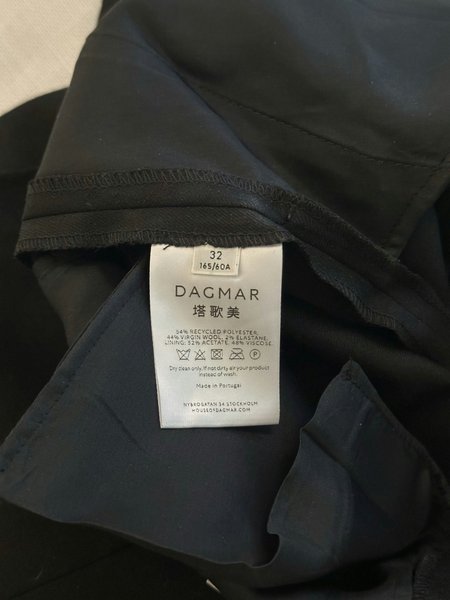 32
165/60A
DAGMAR
塔歌美
54% RECYCLED POLYESTER,
44% VIRGIN WOOL, 2% ELASTANE,
LINING: 52% ACETATE, 48% VISCOSE.
P
Dry clean only. If not dirty air your product
instead of wash.
Made in Portugal
NYBROGATAN 34 STOCKHOLM
HOUSEOFDAGMAR.COM